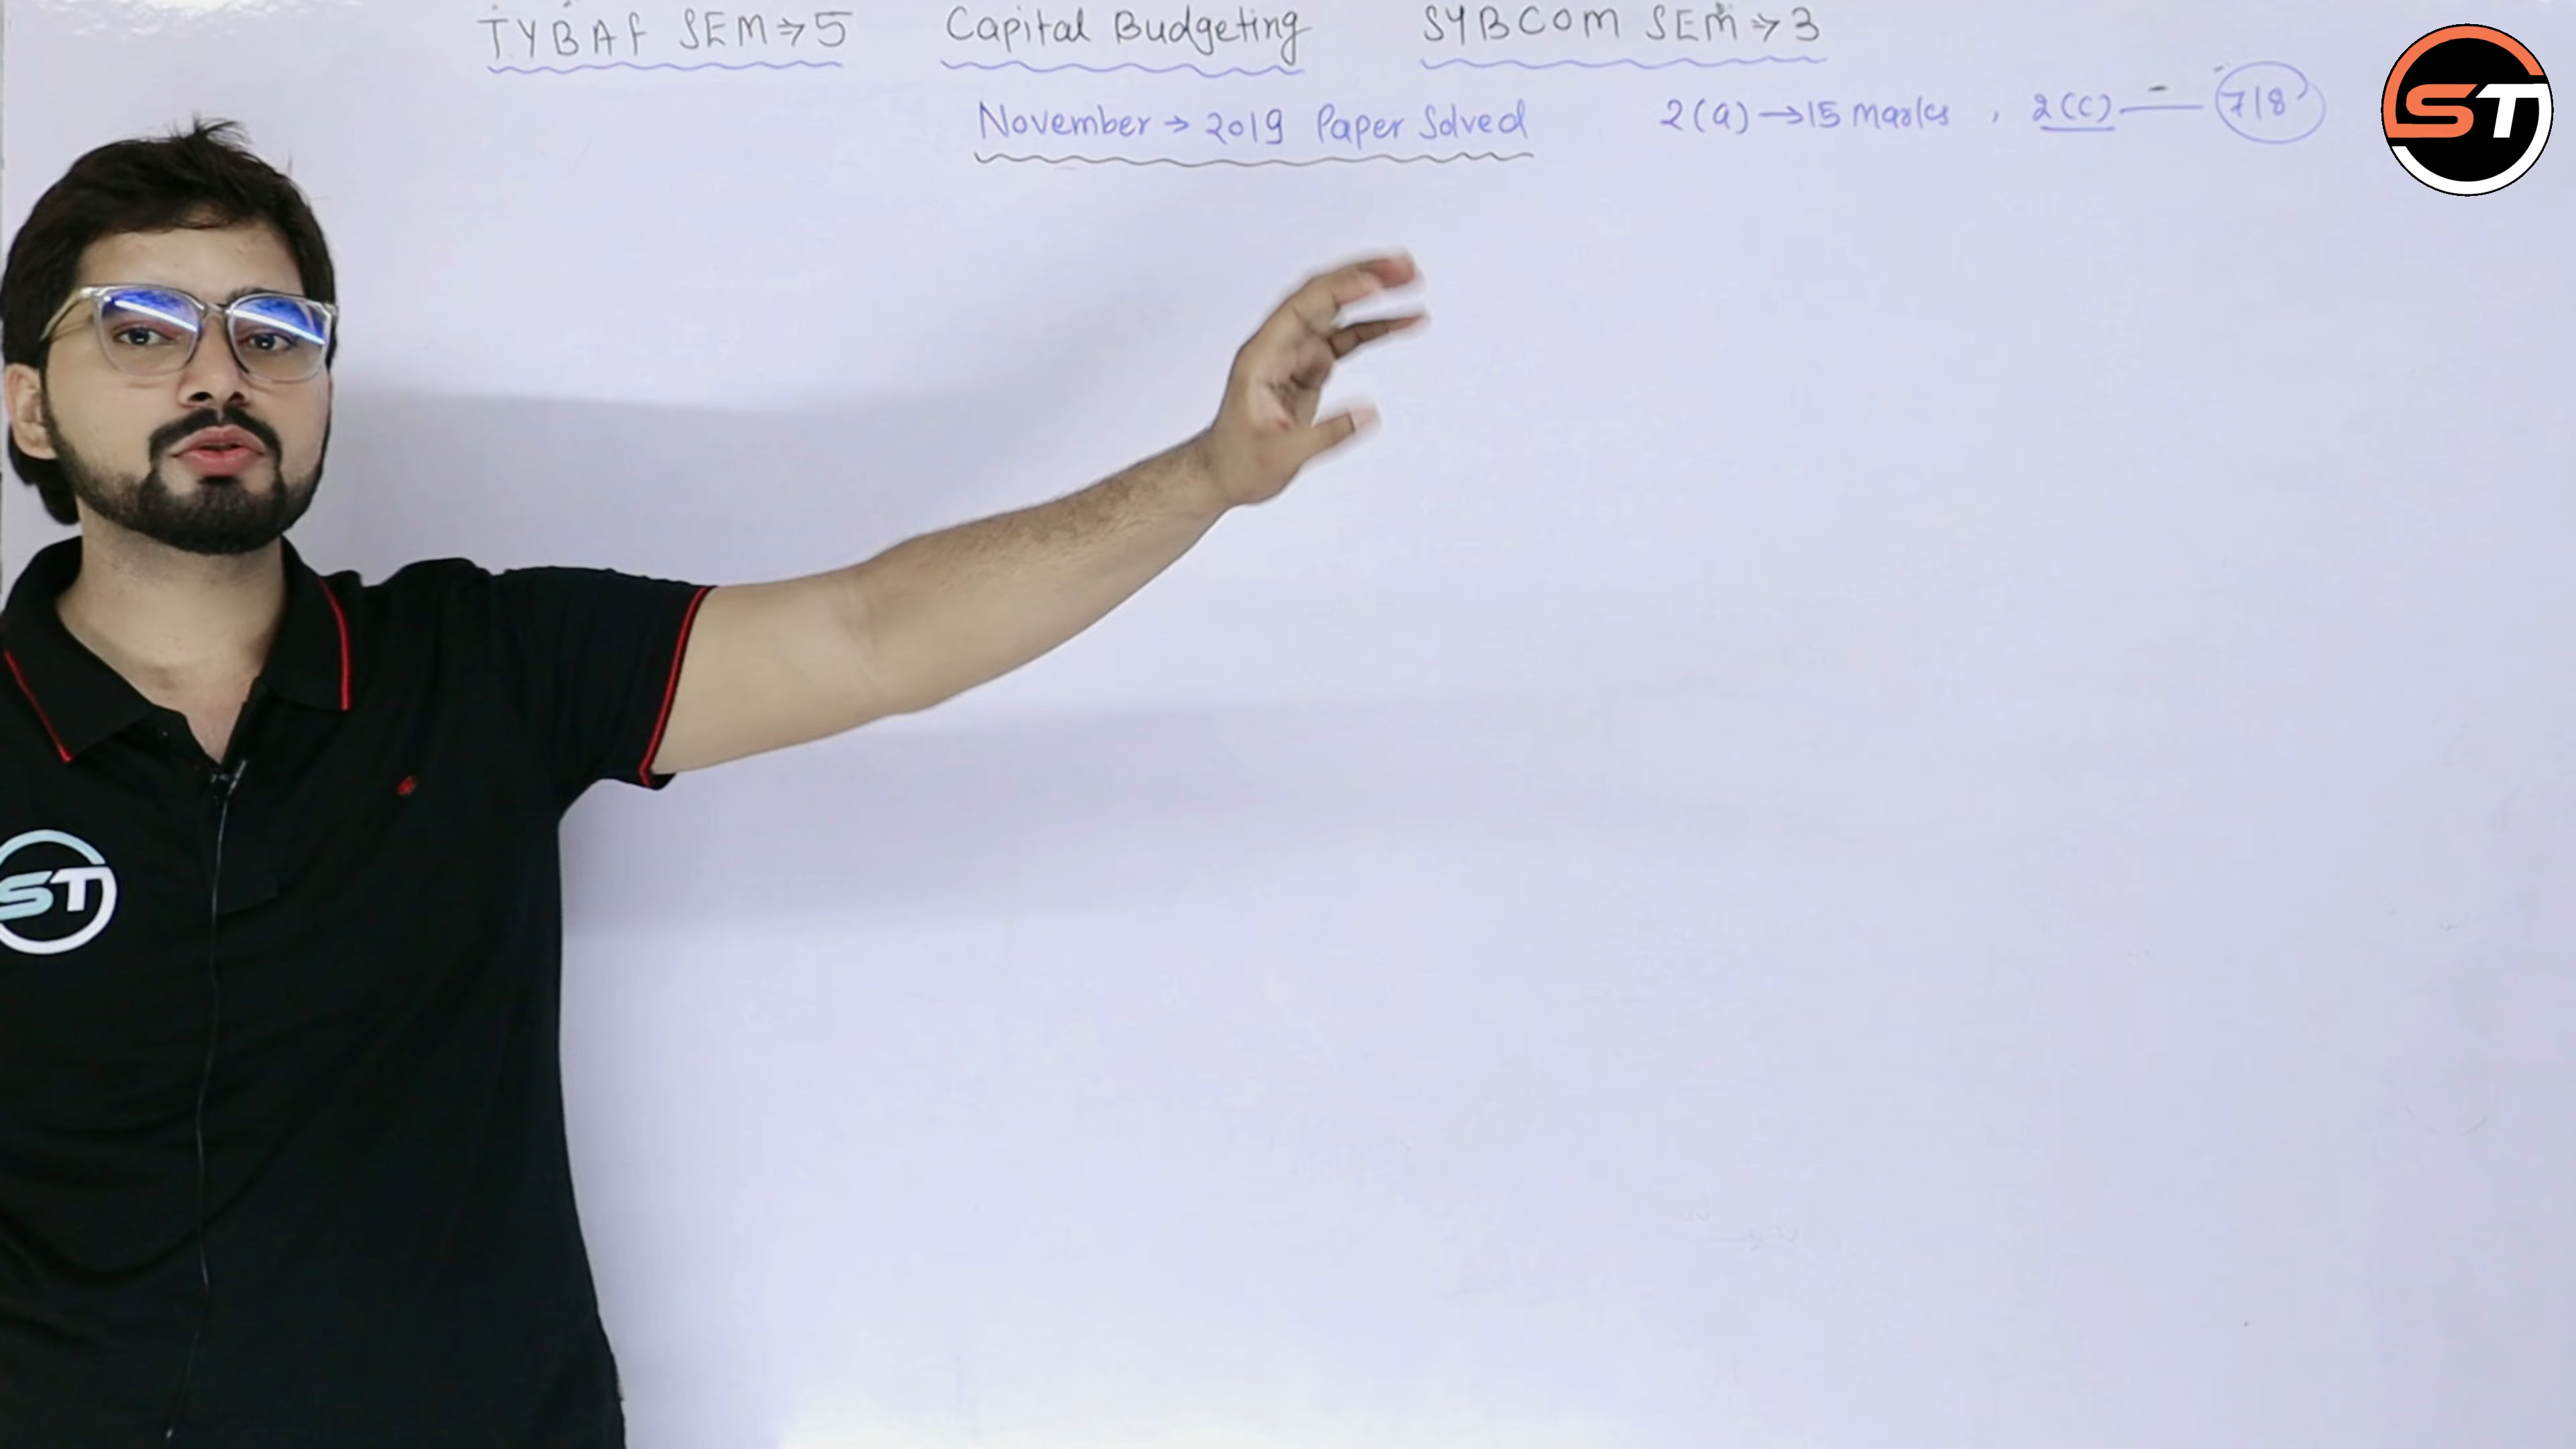 TYBAF SEM → 5 Capital Budgeting SYBCOM SEM → 3
November → 2019 Paper Solved 2(a) → 15 Marks , 2(c) — 7/8
ST
ST